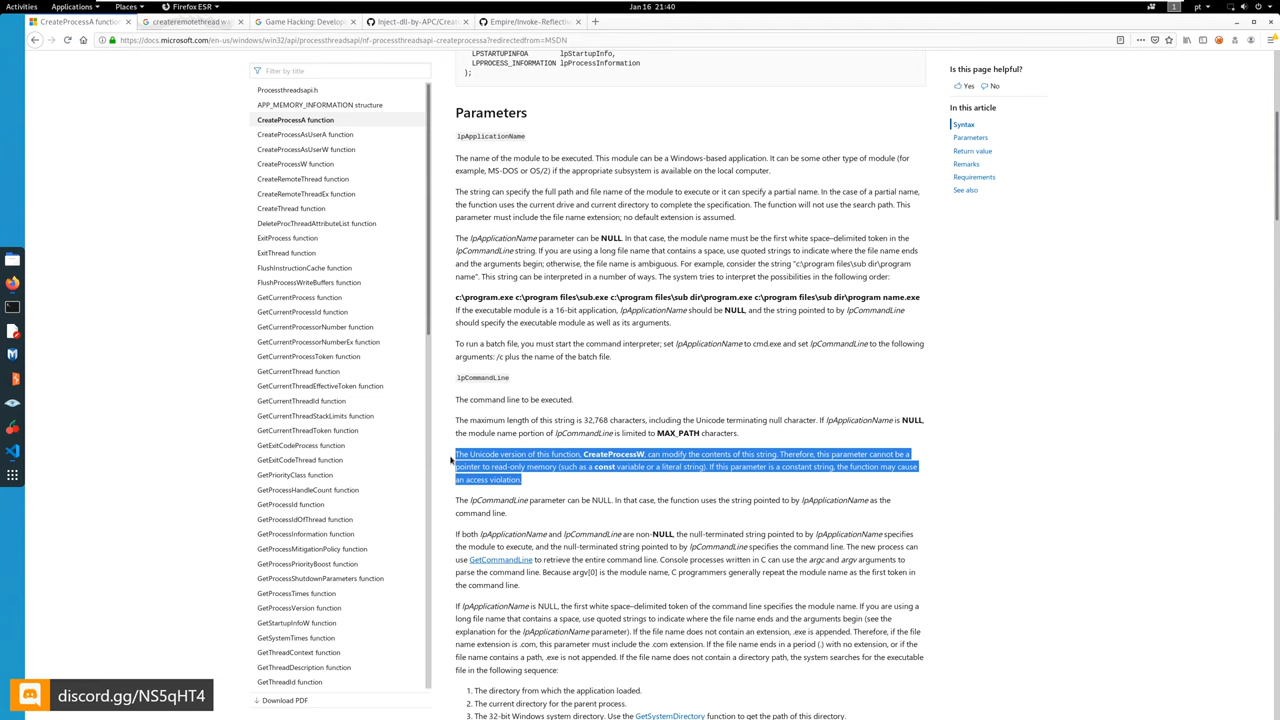 Activities Applications Places Firefox ESR Jan 16 21:40 1 pt
CreateProcessA function createremotethread wa Game Hacking: Developi Inject-dll-by-APC/Create Empire/Invoke-Reflective
https://docs.microsoft.com/en-us/windows/win32/api/processthreadsapi/nf-processthreadsapi-createprocessa?redirectedfrom=MSDN
Filter by title
Processthreadsapi.h
APP_MEMORY_INFORMATION structure
CreateProcessA function
CreateProcessAsUserA function
CreateProcessAsUserW function
CreateProcessW function
CreateRemoteThread function
CreateRemoteThreadEx function
CreateThread function
DeleteProcThreadAttributeList function
ExitProcess function
ExitThread function
FlushInstructionCache function
FlushProcessWriteBuffers function
GetCurrentProcess function
GetCurrentProcessId function
GetCurrentProcessorNumber function
GetCurrentProcessorNumberEx function
GetCurrentProcessToken function
GetCurrentThread function
GetCurrentThreadEffectiveToken function
GetCurrentThreadId function
GetCurrentThreadStackLimits function
GetCurrentThreadToken function
GetExitCodeProcess function
GetExitCodeThread function
GetPriorityClass function
GetProcessHandleCount function
GetProcessId function
GetProcessIdOfThread function
GetProcessInformation function
GetProcessMitigationPolicy function
GetProcessPriorityBoost function
GetProcessShutdownParameters function
GetProcessTimes function
GetProcessVersion function
GetStartupInfoW function
GetSystemTimes function
GetThreadContext function
GetThreadDescription function
GetThreadId function
Download PDF
LPSTARTUPINFOA lpStartupInfo,
LPPROCESS_INFORMATION lpProcessInformation
);
Parameters
lpApplicationName
The name of the module to be executed. This module can be a Windows-based application. It can be some other type of module (for
example, MS-DOS or OS/2) if the appropriate subsystem is available on the local computer.
The string can specify the full path and file name of the module to execute or it can specify a partial name. In the case of a partial name,
the function uses the current drive and current directory to complete the specification. The function will not use the search path. This
parameter must include the file name extension; no default extension is assumed.
The lpApplicationName parameter can be NULL. In that case, the module name must be the first white space–delimited token in the
lpCommandLine string. If you are using a long file name that contains a space, use quoted strings to indicate where the file name ends
and the arguments begin; otherwise, the file name is ambiguous. For example, consider the string "c:\program files\sub dir\program
name". This string can be interpreted in a number of ways. The system tries to interpret the possibilities in the following order:
c:\program.exe c:\program files\sub.exe c:\program files\sub dir\program.exe c:\program files\sub dir\program name.exe
If the executable module is a 16-bit application, lpApplicationName should be NULL, and the string pointed to by lpCommandLine
should specify the executable module as well as its arguments.
To run a batch file, you must start the command interpreter; set lpApplicationName to cmd.exe and set lpCommandLine to the following
arguments: /c plus the name of the batch file.
lpCommandLine
The command line to be executed.
The maximum length of this string is 32,768 characters, including the Unicode terminating null character. If lpApplicationName is NULL,
the module name portion of lpCommandLine is limited to MAX_PATH characters.
The Unicode version of this function, CreateProcessW, can modify the contents of this string. Therefore, this parameter cannot be a
pointer to read-only memory (such as a const variable or a literal string). If this parameter is a constant string, the function may cause
an access violation.
The lpCommandLine parameter can be NULL. In that case, the function uses the string pointed to by lpApplicationName as the
command line.
If both lpApplicationName and lpCommandLine are non-NULL, the null-terminated string pointed to by lpApplicationName specifies
the module to execute, and the null-terminated string pointed to by lpCommandLine specifies the command line. The new process can
use GetCommandLine to retrieve the entire command line. Console processes written in C can use the argc and argv arguments to
parse the command line. Because argv[0] is the module name, C programmers generally repeat the module name as the first token in
the command line.
If lpApplicationName is NULL, the first white space–delimited token of the command line specifies the module name. If you are using a
long file name that contains a space, use quoted strings to indicate where the file name ends and the arguments begin (see the
explanation for the lpApplicationName parameter). If the file name does not contain an extension, .exe is appended. Therefore, if the
file name extension is .com, this parameter must include the .com extension. If the file name ends in a period (.) with no extension, or if the
file name contains a path, .exe is not appended. If the file name does not contain a directory path, the system searches for the executable
file in the following sequence:
1. The directory from which the application loaded.
2. The current directory for the parent process.
3. The 32-bit Windows system directory. Use the GetSystemDirectory function to get the path of this directory.
Is this page helpful?
Yes No
In this article
Syntax
Parameters
Return value
Remarks
Requirements
See also
discord.gg/NS5qHT4